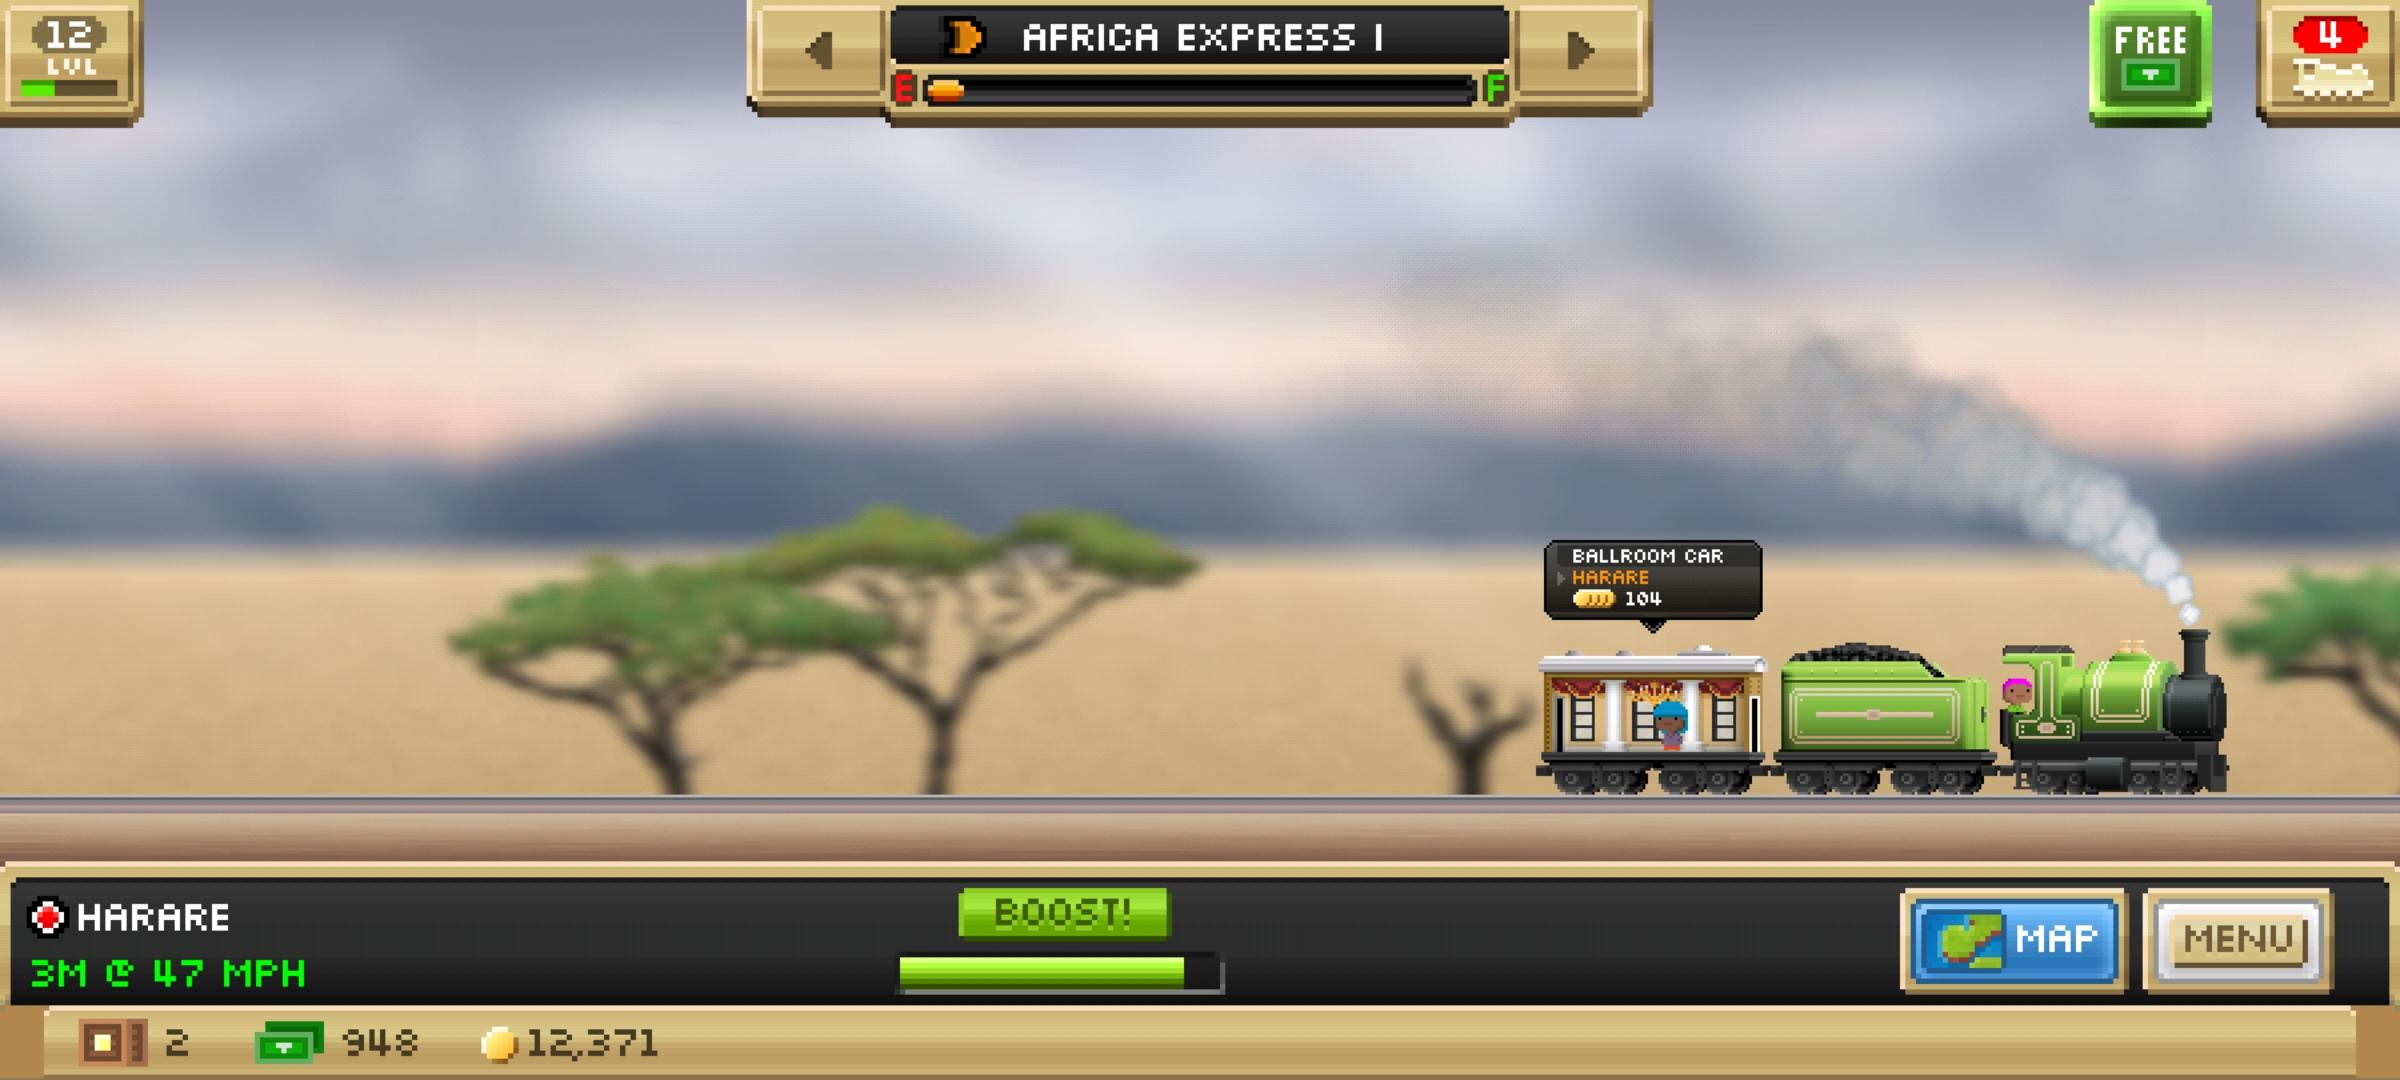 12
LVL
AFRICA EXPRESS I
E
F
FREE
4
BALLROOM CAR
HARARE
104
HARARE
3M @ 47 MPH
BOOST!
MAP
MENU
2
948
12,371